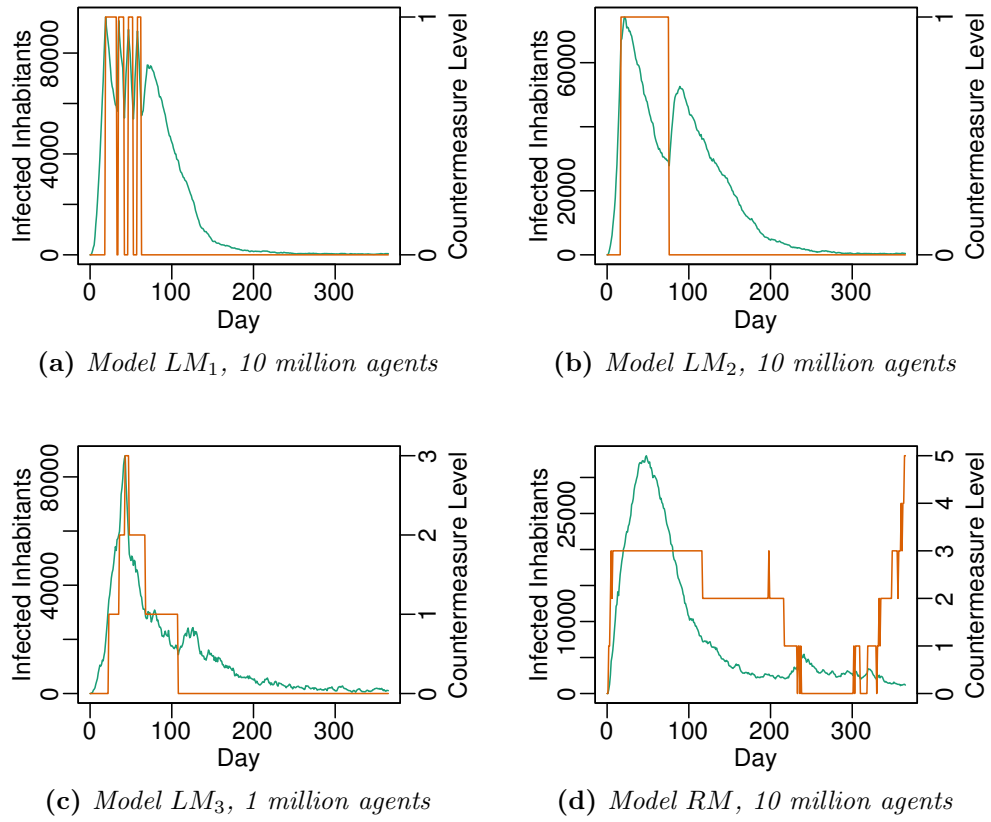 Infected Inhabitants
0 40000 80000
0 100 200 300
Day
0 1
Countermeasure Level
(a) Model LM₁, 10 million agents
Infected Inhabitants
0 20000 60000
0 100 200 300
Day
0 1
Countermeasure Level
(b) Model LM₂, 10 million agents
Infected Inhabitants
0 40000 80000
0 100 200 300
Day
0 1 2 3
Countermeasure Level
(c) Model LM₃, 1 million agents
Infected Inhabitants
0 10000 25000
0 100 200 300
Day
0 1 2 3 4 5
Countermeasure Level
(d) Model RM, 10 million agents